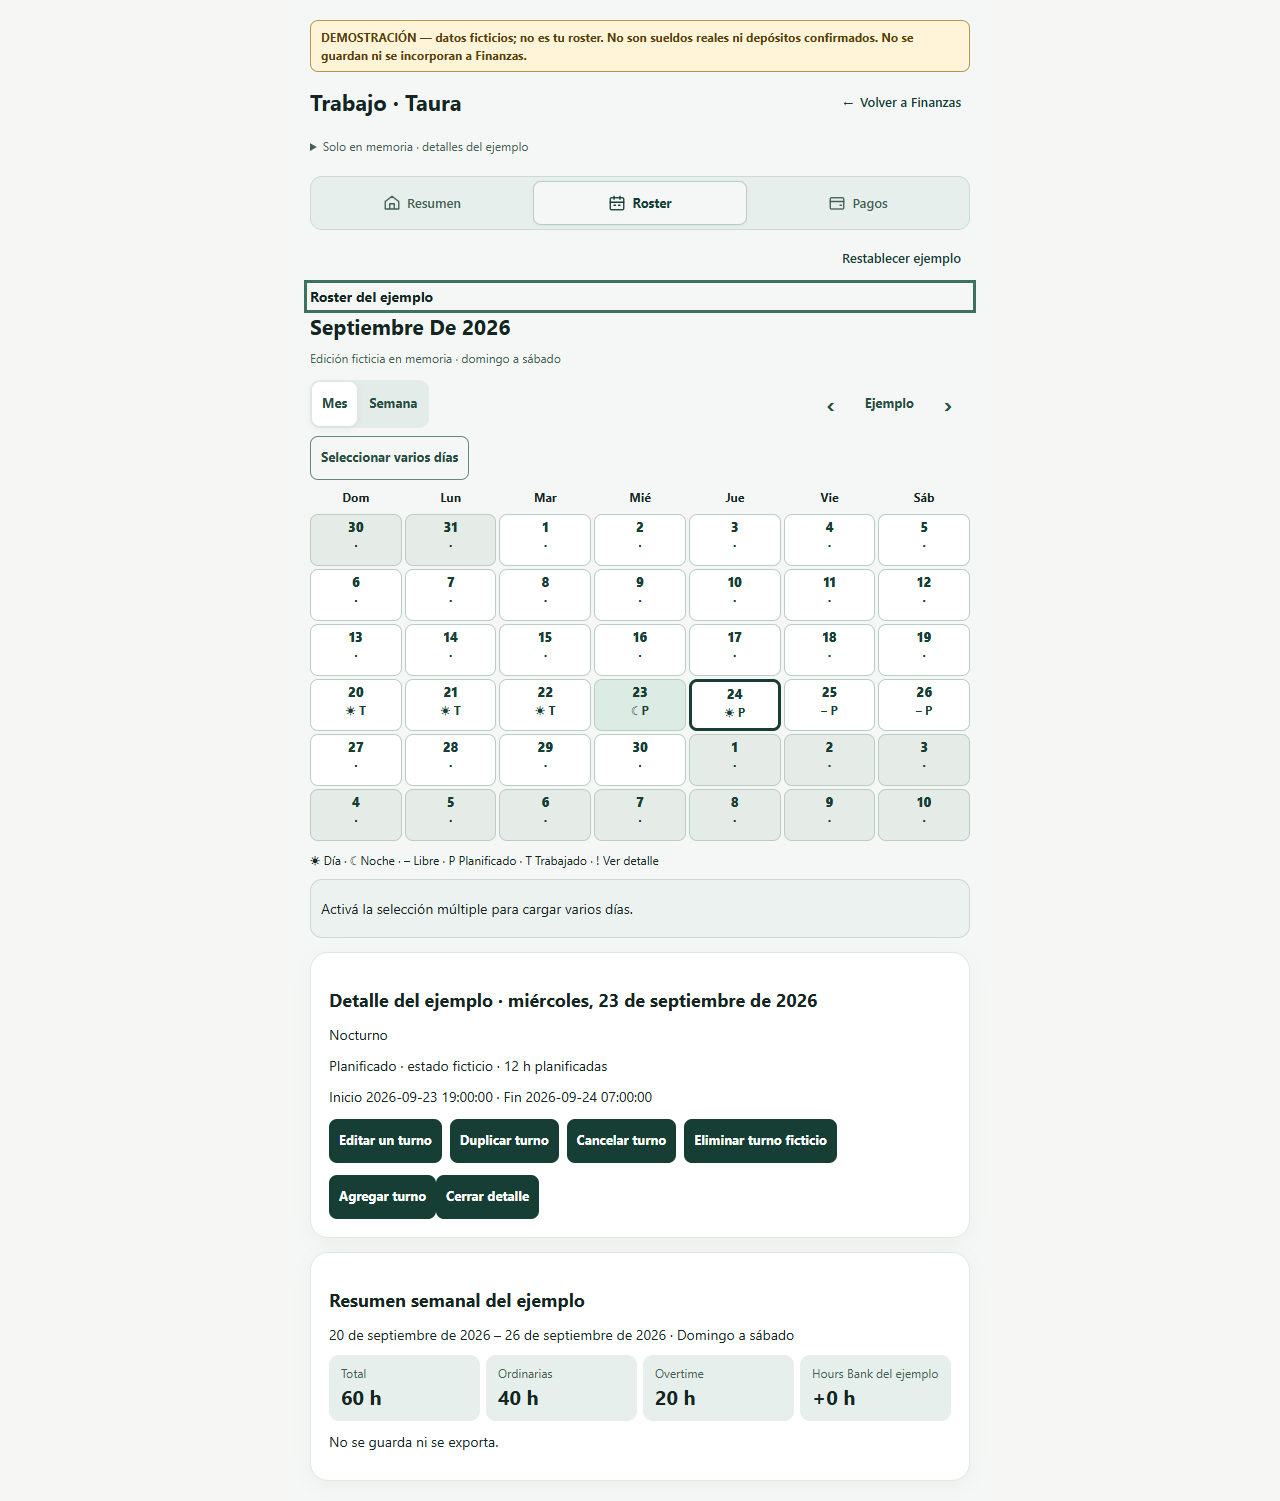 DEMOSTRACIÓN — datos ficticios; no es tu roster. No son sueldos reales ni depósitos confirmados. No se
guardan ni se incorporan a Finanzas.
Trabajo · Taura
← Volver a Finanzas
▶ Solo en memoria · detalles del ejemplo
Resumen
Roster
Pagos
Restablecer ejemplo
Roster del ejemplo
Septiembre De 2026
Edición ficticia en memoria · domingo a sábado
Mes Semana
‹ Ejemplo ›
Seleccionar varios días
Dom Lun Mar Mié Jue Vie Sáb
30 31 1 2 3 4 5
· · · · · · ·
6 7 8 9 10 11 12
· · · · · · ·
13 14 15 16 17 18 19
· · · · · · ·
20 21 22 23 24 25 26
☀ T ☀ T ☀ T ☾ P ☀ P – P – P
27 28 29 30 1 2 3
· · · · · · ·
4 5 6 7 8 9 10
· · · · · · ·
☀ Día · ☾ Noche · – Libre · P Planificado · T Trabajado · ! Ver detalle
Activá la selección múltiple para cargar varios días.
Detalle del ejemplo · miércoles, 23 de septiembre de 2026
Nocturno
Planificado · estado ficticio · 12 h planificadas
Inicio 2026-09-23 19:00:00 · Fin 2026-09-24 07:00:00
Editar un turno
Duplicar turno
Cancelar turno
Eliminar turno ficticio
Agregar turno
Cerrar detalle
Resumen semanal del ejemplo
20 de septiembre de 2026 – 26 de septiembre de 2026 · Domingo a sábado
Total
60 h
Ordinarias
40 h
Overtime
20 h
Hours Bank del ejemplo
+0 h
No se guarda ni se exporta.